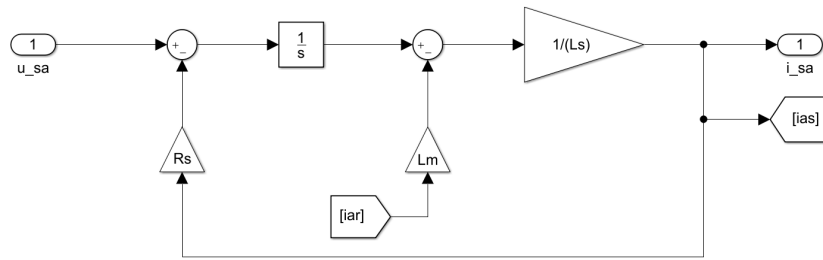 1
u_sa
+
−
1
s
+
−
1/(Ls)
1
i_sa
[ias]
Rs
Lm
[iar]